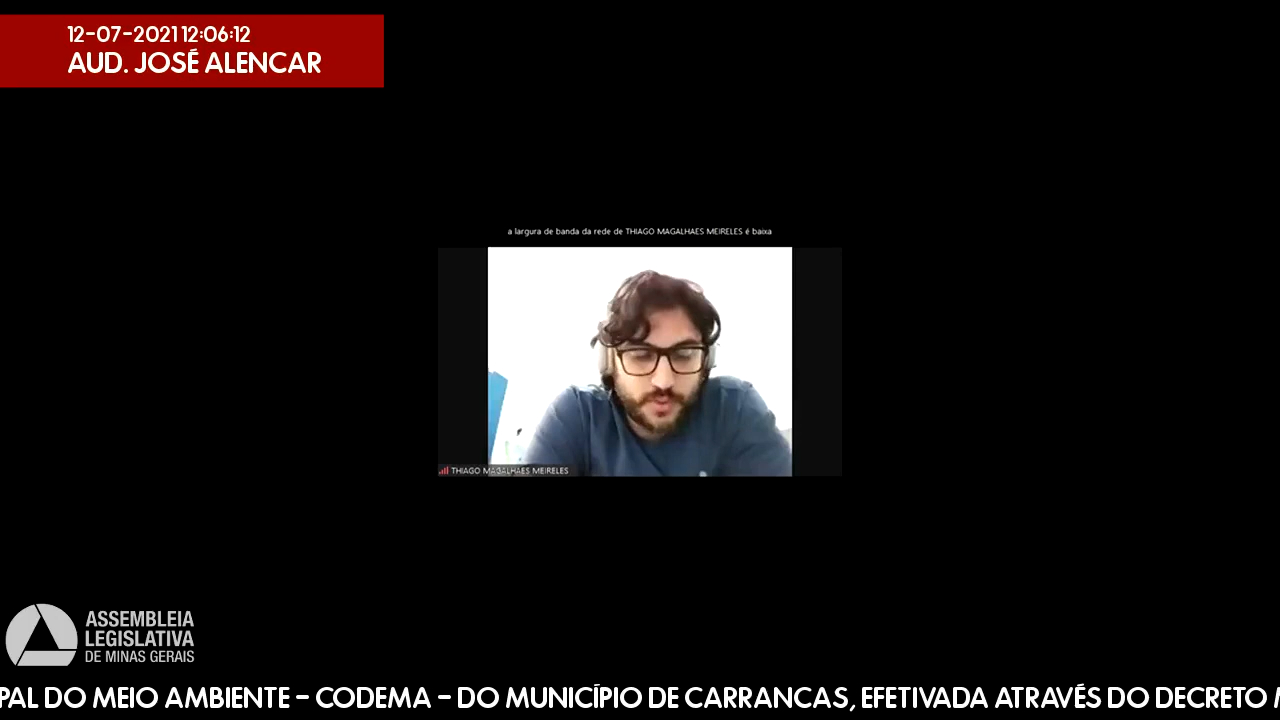 12-07-2021 12:06:12
AUD. JOSÉ ALENCAR
a largura de banda da rede de THIAGO MAGALHAES MEIRELES é baixa
THIAGO MAGALHAES MEIRELES
ASSEMBLEIA
LEGISLATIVA
DE MINAS GERAIS
PAL DO MEIO AMBIENTE - CODEMA - DO MUNICÍPIO DE CARRANCAS, EFETIVADA ATRAVÉS DO DECRETO